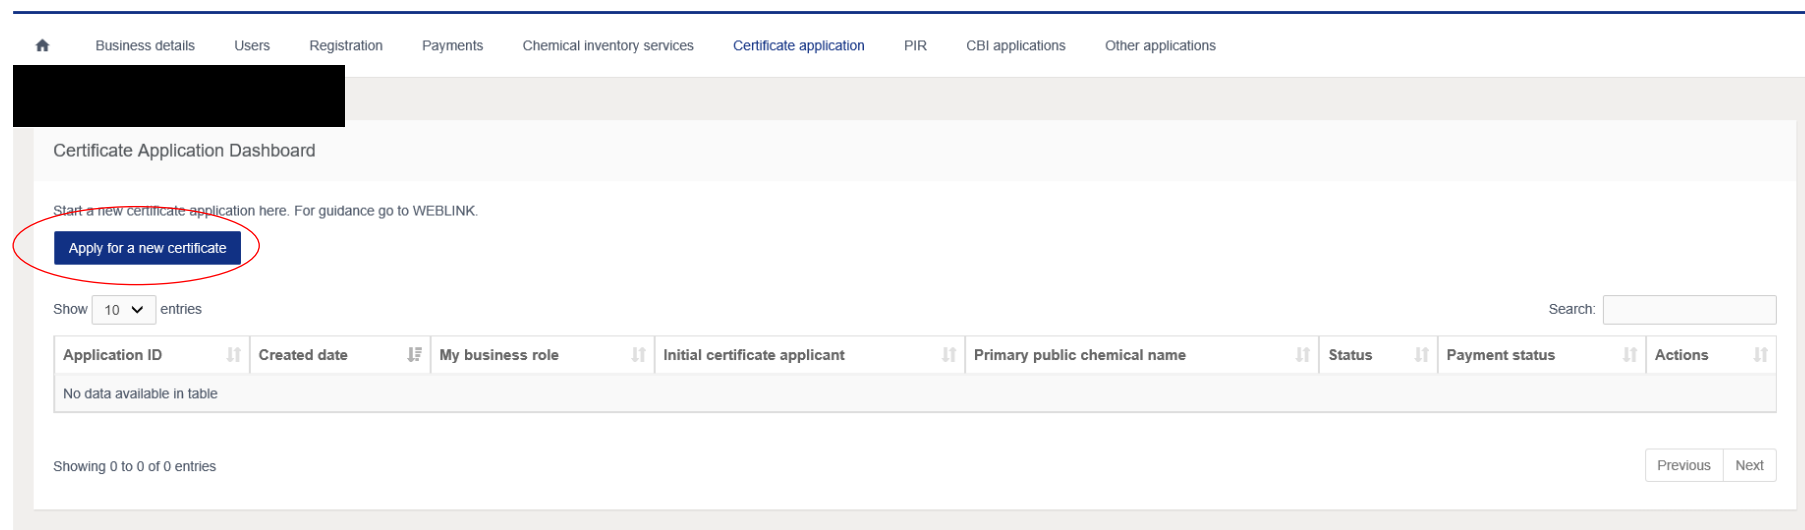 Business details Users Registration Payments Chemical inventory services Certificate application PIR CBI applications Other applications
Certificate Application Dashboard
Start a new certificate application here. For guidance go to WEBLINK.
Apply for a new certificate
Show 10 entries Search:
Application ID Created date My business role Initial certificate applicant Primary public chemical name Status Payment status Actions
No data available in table
Showing 0 to 0 of 0 entries Previous Next